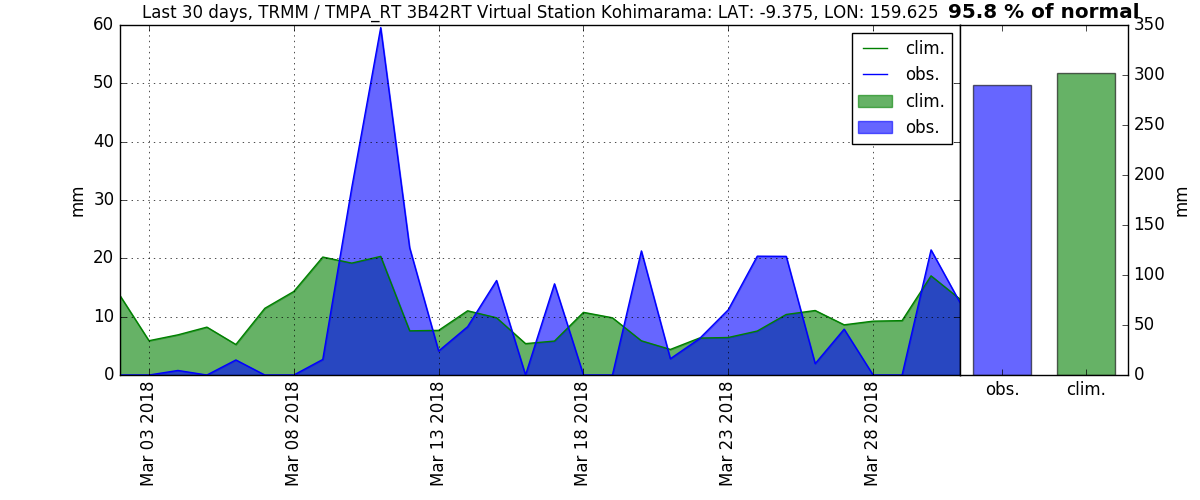 Last 30 days, TRMM / TMPA_RT 3B42RT Virtual Station Kohimarama: LAT: -9.375, LON: 159.625
95.8 % of normal
60
50
40
30
20
10
0
mm
clim.
obs.
clim.
obs.
Mar 03 2018
Mar 08 2018
Mar 13 2018
Mar 18 2018
Mar 23 2018
Mar 28 2018
350
300
250
200
150
100
50
0
mm
obs.
clim.